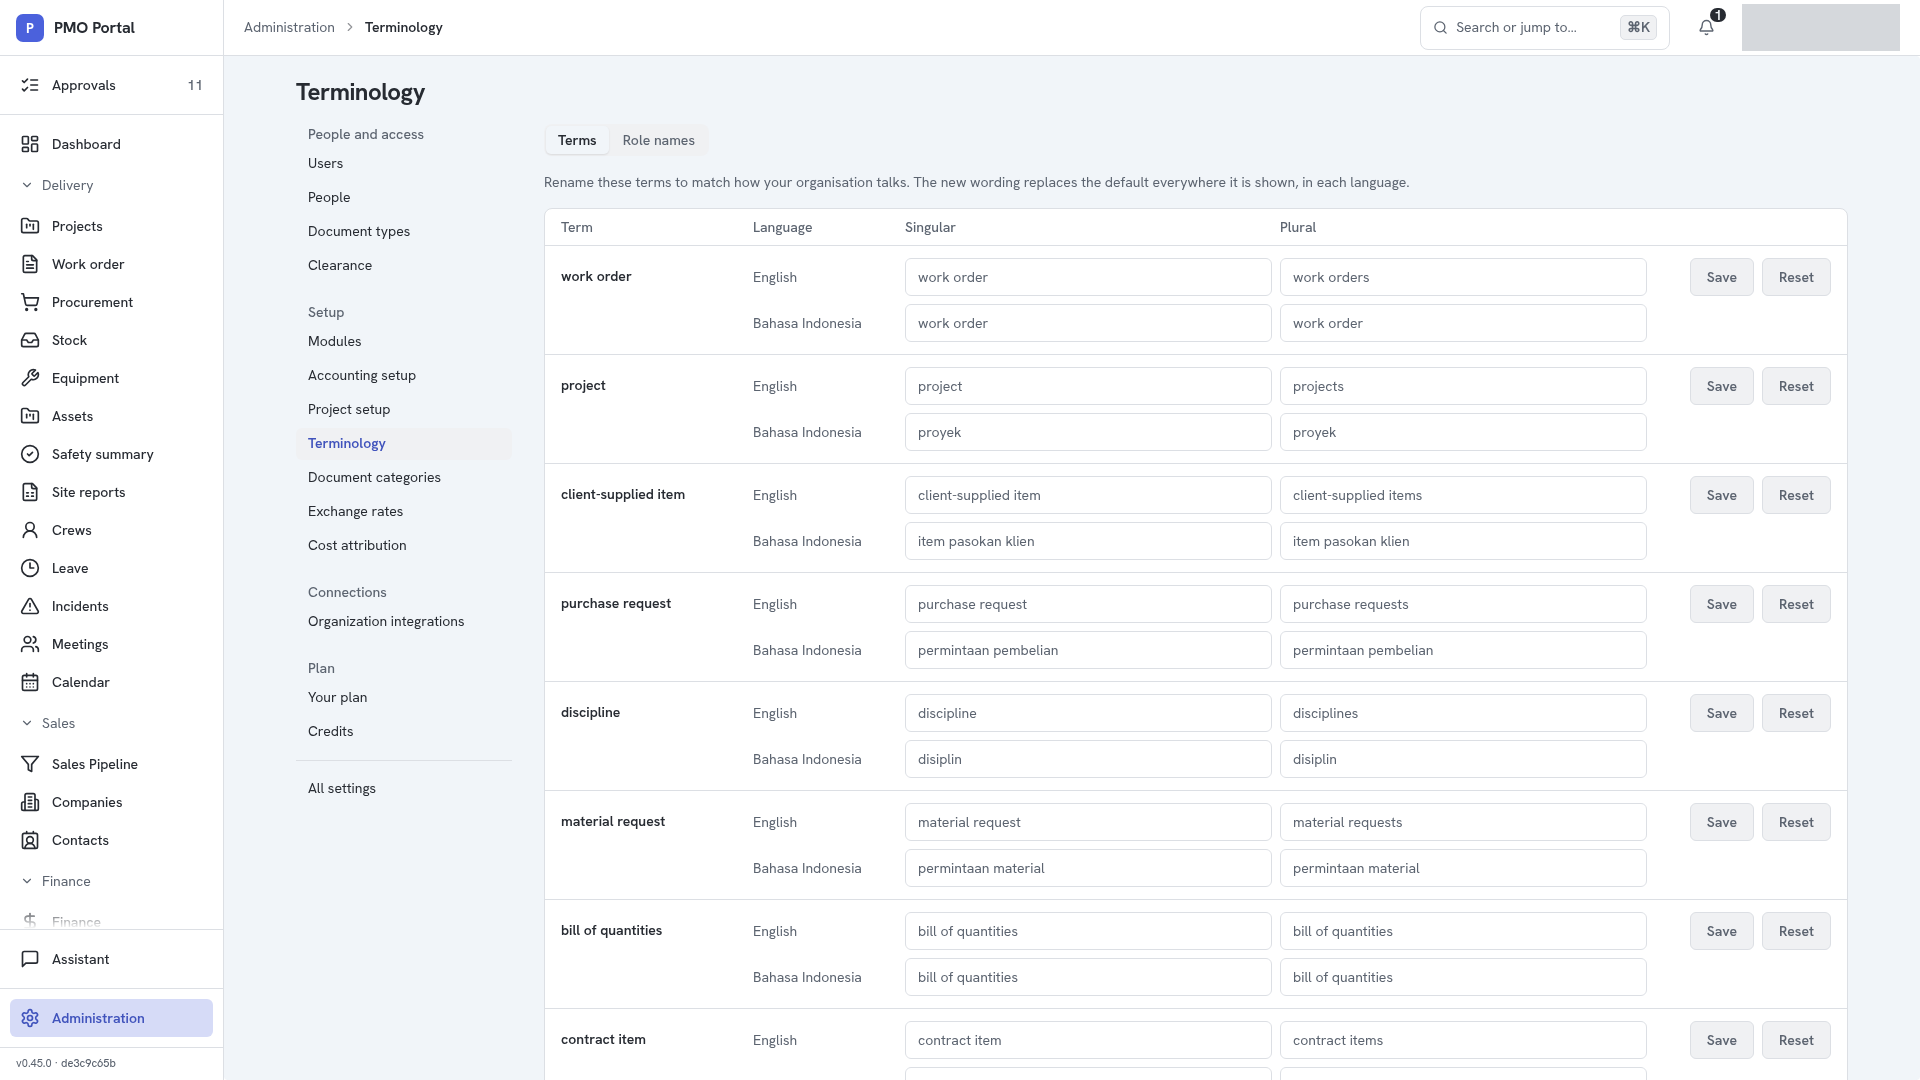 P PMO Portal
Administration > Terminology
Search or jump to... ⌘K
1
Approvals 11
Dashboard
Delivery
Projects
Work order
Procurement
Stock
Equipment
Assets
Safety summary
Site reports
Crews
Leave
Incidents
Meetings
Calendar
Sales
Sales Pipeline
Companies
Contacts
Finance
Finance
Assistant
Administration
v0.45.0 · de3c9c65b
Terminology
People and access
Users
People
Document types
Clearance
Setup
Modules
Accounting setup
Project setup
Terminology
Document categories
Exchange rates
Cost attribution
Connections
Organization integrations
Plan
Your plan
Credits
All settings
Terms Role names
Rename these terms to match how your organisation talks. The new wording replaces the default everywhere it is shown, in each language.
Term Language Singular Plural
work order English work order work orders Save Reset
Bahasa Indonesia work order work order
project English project projects Save Reset
Bahasa Indonesia proyek proyek
client-supplied item English client-supplied item client-supplied items Save Reset
Bahasa Indonesia item pasokan klien item pasokan klien
purchase request English purchase request purchase requests Save Reset
Bahasa Indonesia permintaan pembelian permintaan pembelian
discipline English discipline disciplines Save Reset
Bahasa Indonesia disiplin disiplin
material request English material request material requests Save Reset
Bahasa Indonesia permintaan material permintaan material
bill of quantities English bill of quantities bill of quantities Save Reset
Bahasa Indonesia bill of quantities bill of quantities
contract item English contract item contract items Save Reset